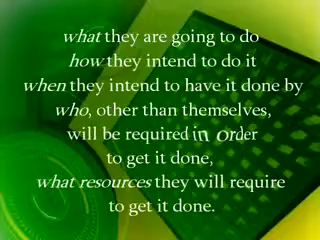 what they are going to do
how they intend to do it
when they intend to have it done by
who, other than themselves,
will be required in order
to get it done,
what resources they will require
to get it done.